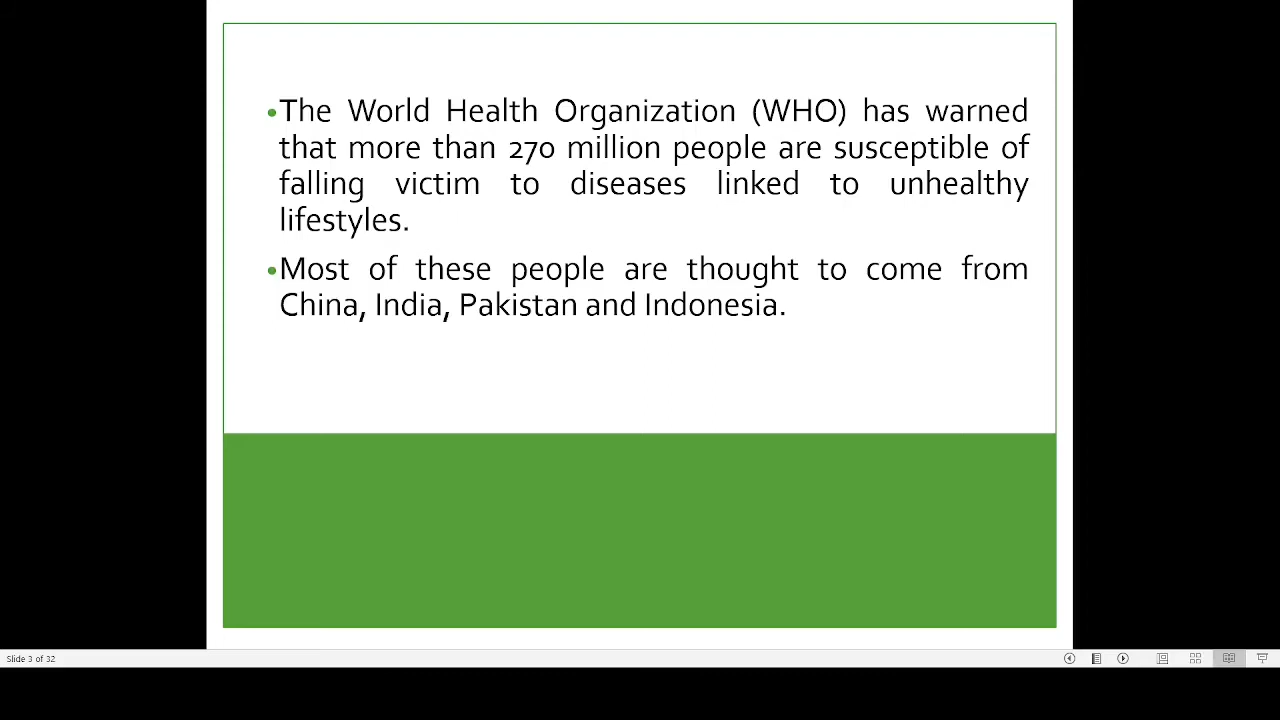 •The World Health Organization (WHO) has warned
that more than 270 million people are susceptible of
falling victim to diseases linked to unhealthy
lifestyles.
•Most of these people are thought to come from
China, India, Pakistan and Indonesia.
Slide 3 of 32